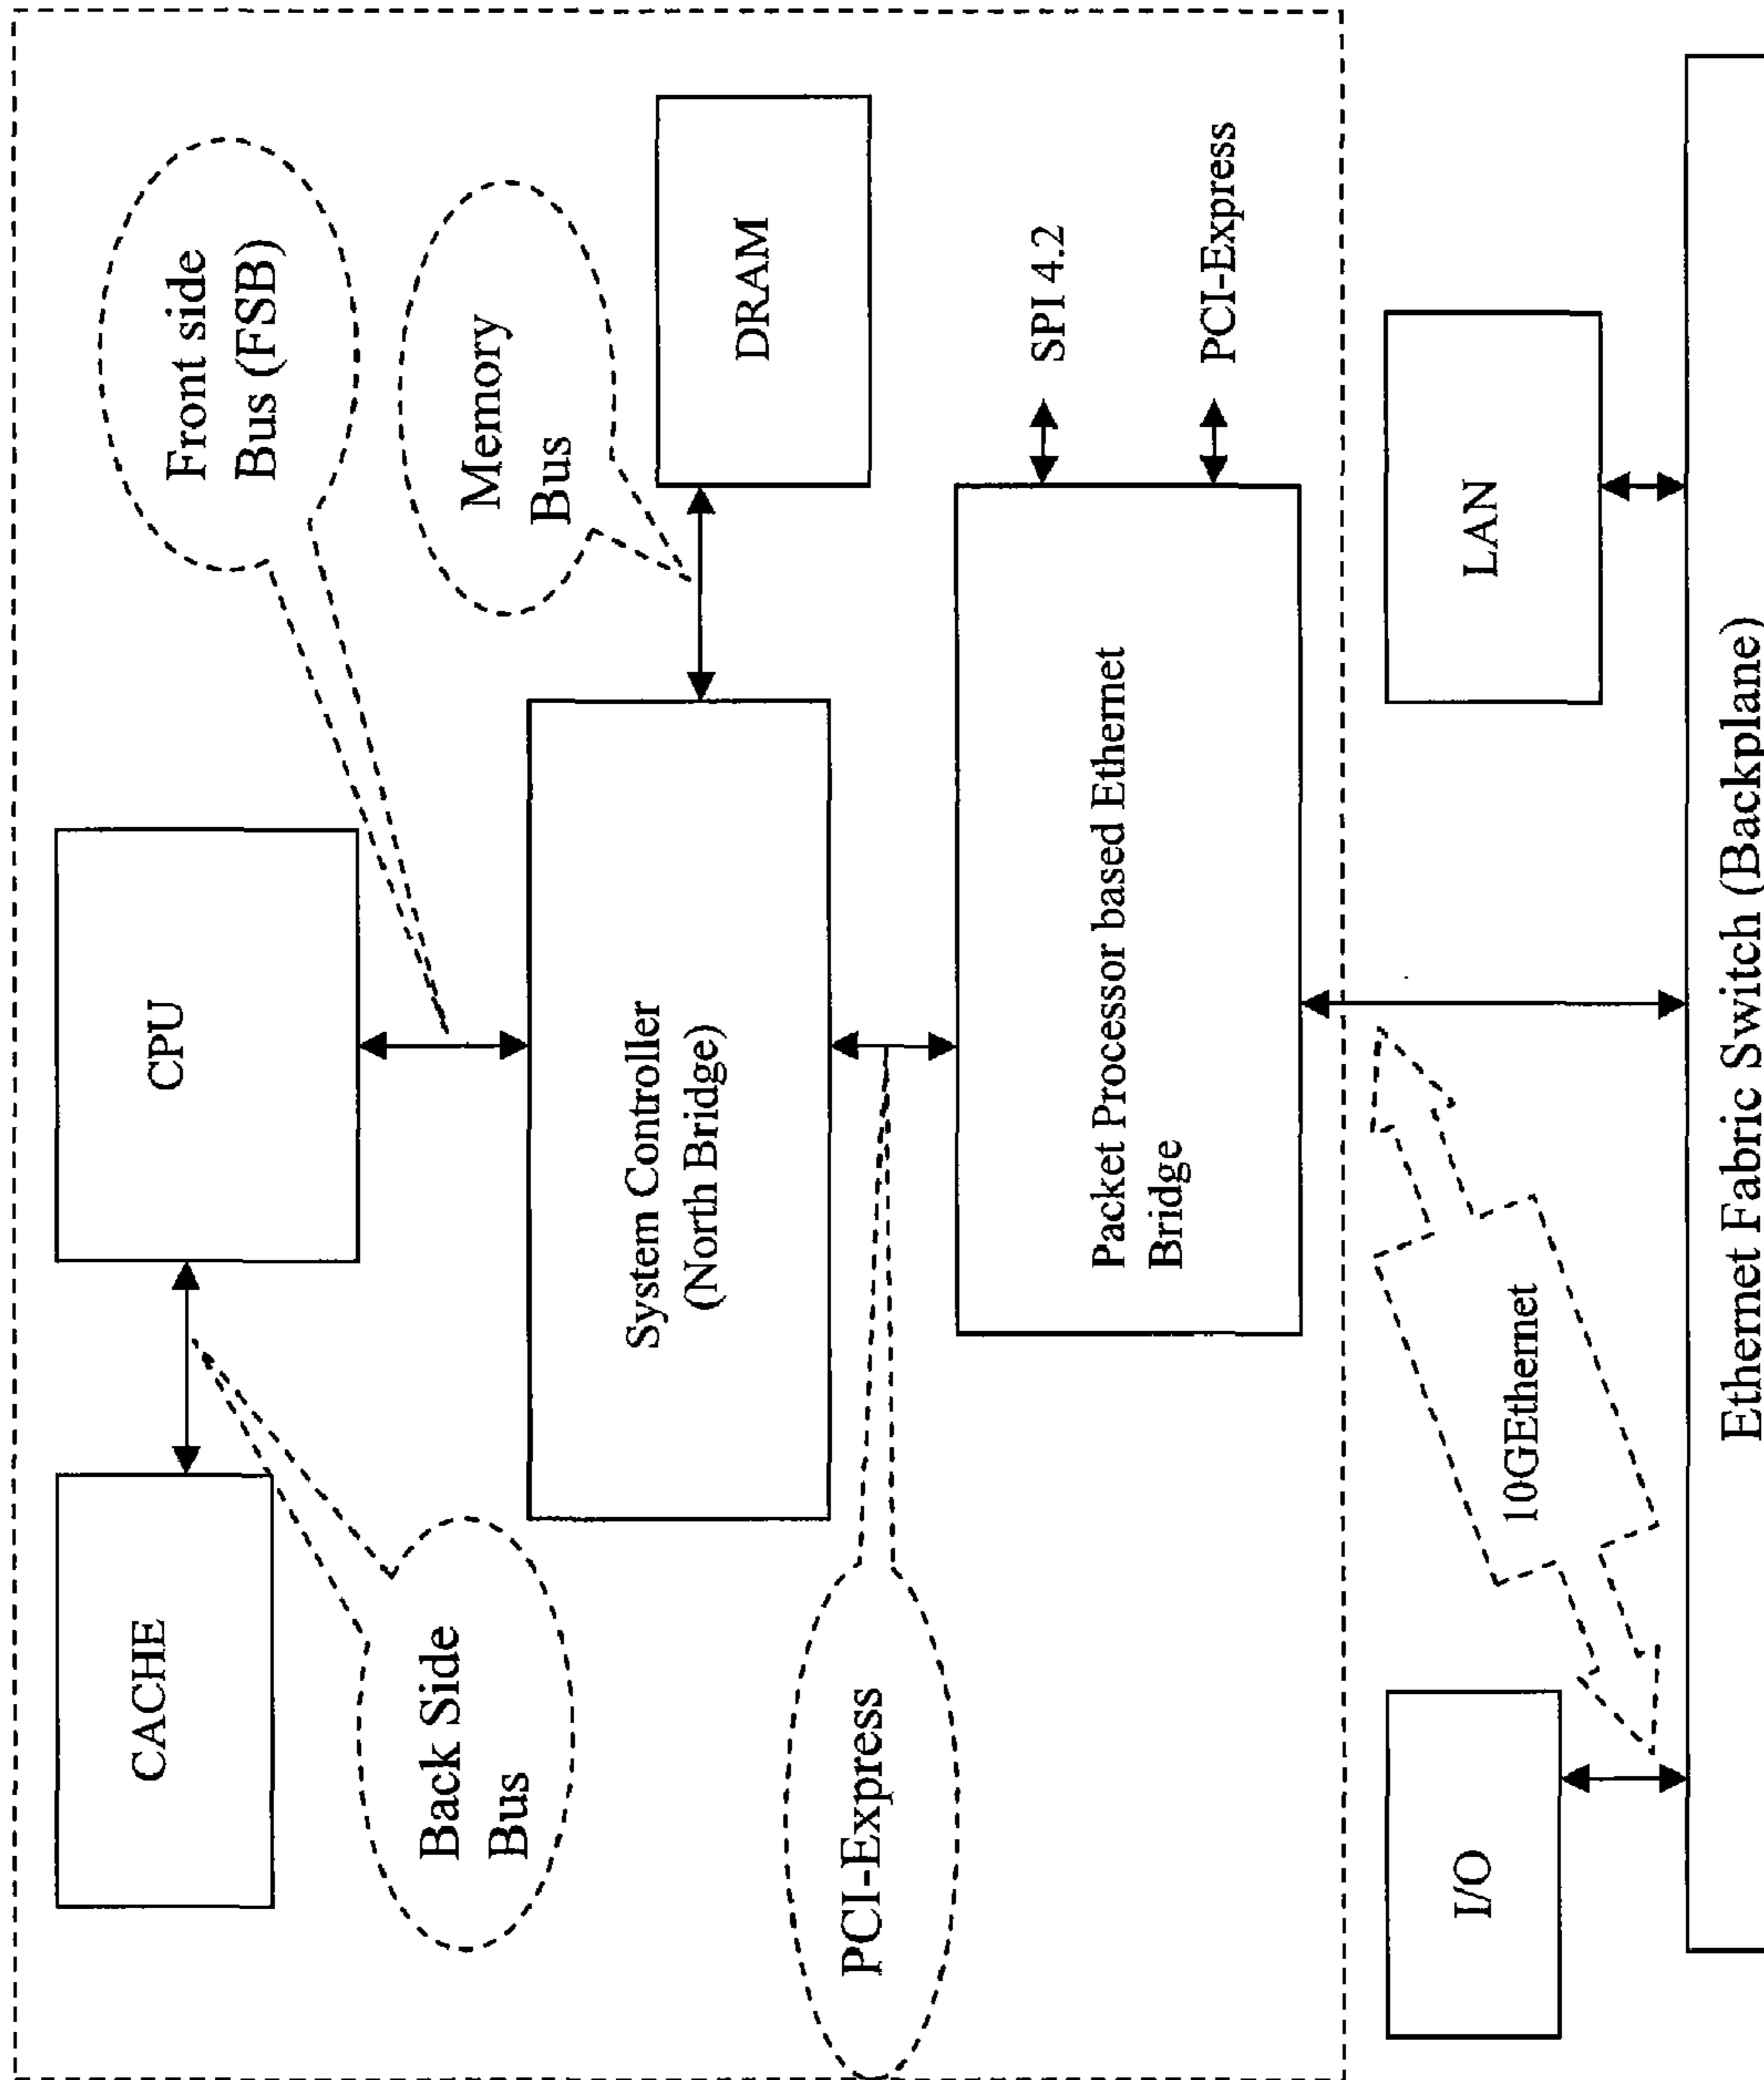 CACHE
CPU
Front side
Bus (FSB)
Back Side
Bus
Memory
Bus
System Controller
(North Bridge)
DRAM
PCI-Express
Packet Processor based Ethernet
Bridge
SPI 4.2
PCI-Express
I/O
10GEthernet
LAN
Ethernet Fabric Switch (Backplane)